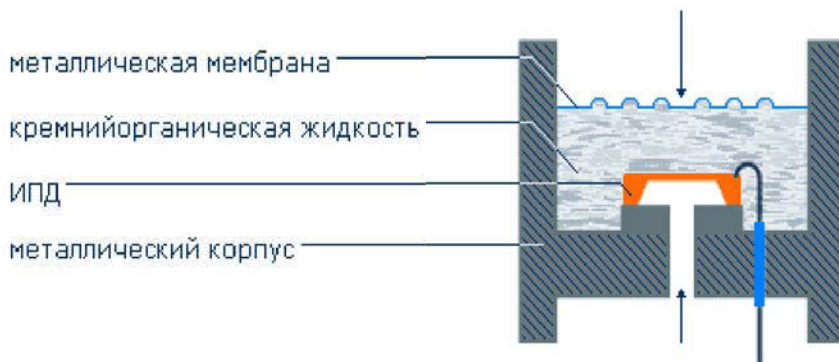 металлическая мембрана
кремнийорганическая жидкость
ИПД
металлический корпус